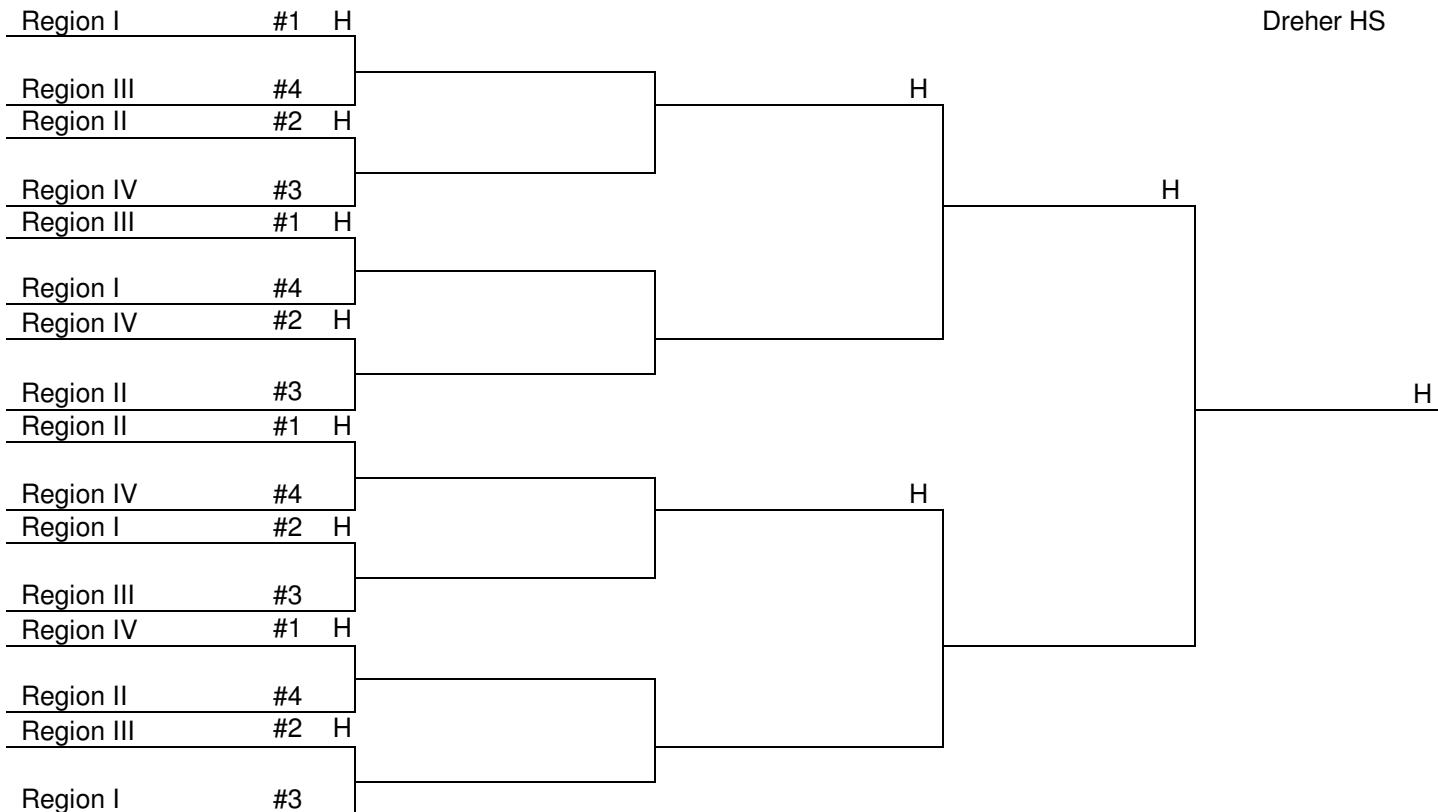 Region I #1 H Dreher HS
Region III #4 H
Region II #2 H
Region IV #3 H
Region III #1 H
Region I #4
Region IV #2 H
Region II #3 H
Region II #1 H
Region IV #4 H
Region I #2 H
Region III #3
Region IV #1 H
Region II #4
Region III #2 H
Region I #3